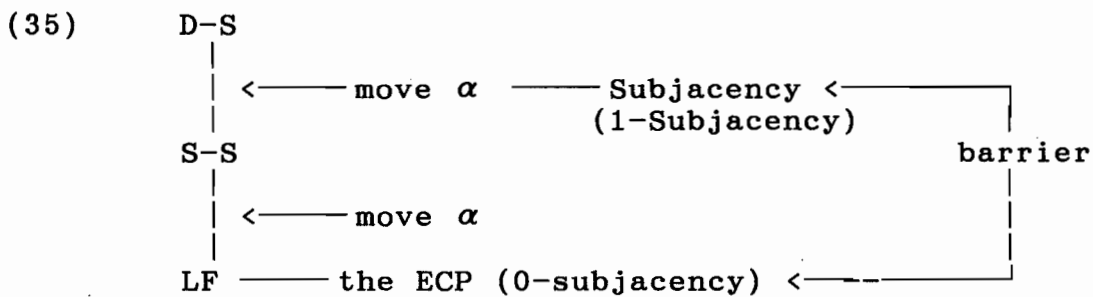 (35) D-S
move α Subjacency
(1-Subjacency)
S-S barrier
move α
LF the ECP (0-subjacency)